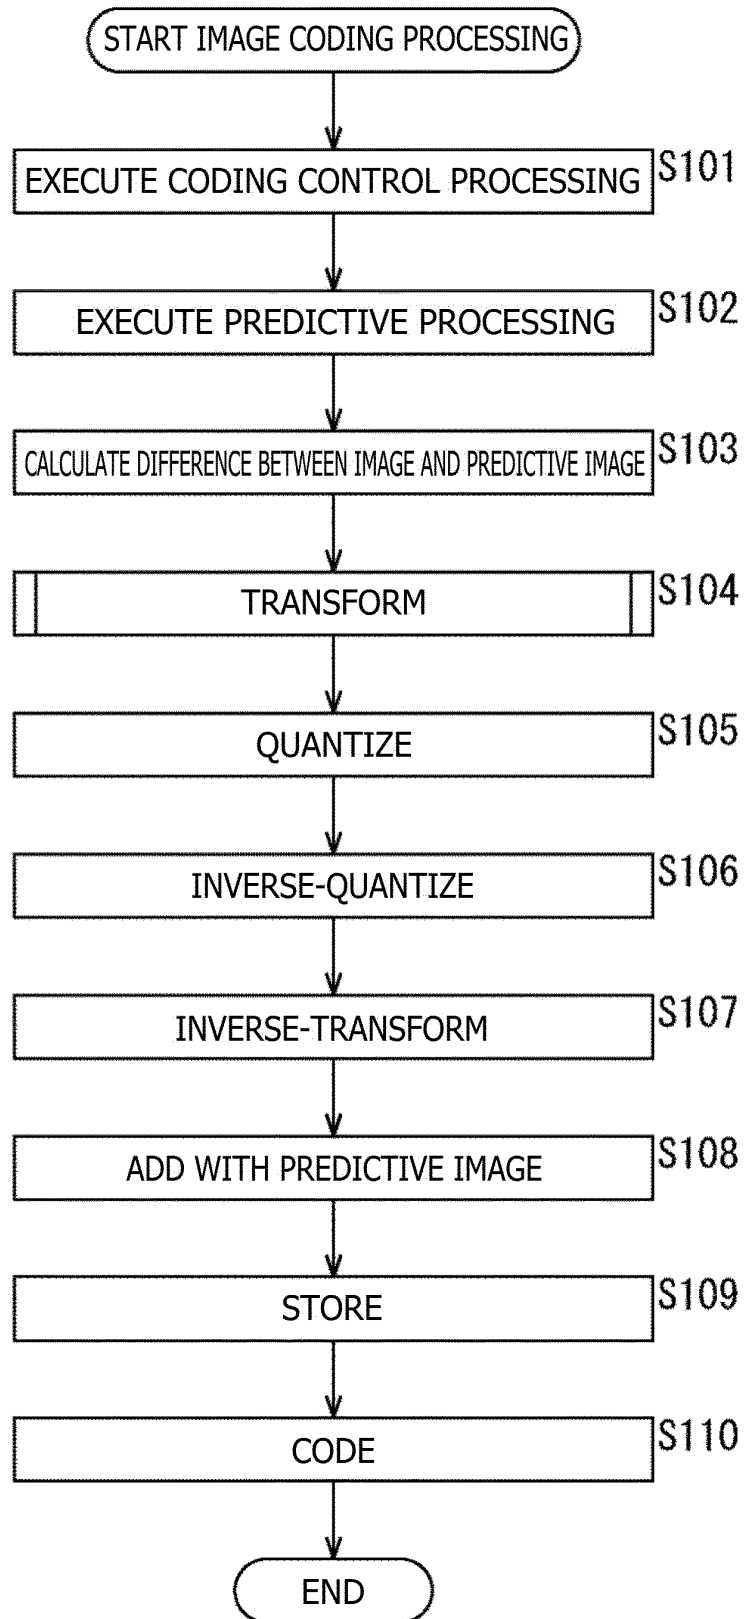 START IMAGE CODING PROCESSING
S101
EXECUTE CODING CONTROL PROCESSING
S102
EXECUTE PREDICTIVE PROCESSING
S103
CALCULATE DIFFERENCE BETWEEN IMAGE AND PREDICTIVE IMAGE
S104
TRANSFORM
S105
QUANTIZE
S106
INVERSE-QUANTIZE
S107
INVERSE-TRANSFORM
S108
ADD WITH PREDICTIVE IMAGE
S109
STORE
S110
CODE
END